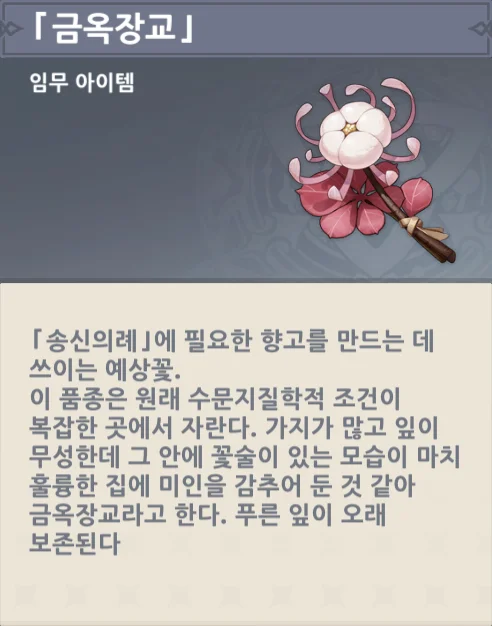 「금옥장교」
임무 아이템
「송신의례」에 필요한 향고를 만드는 데
쓰이는 예상꽃.
이 품종은 원래 수문지질학적 조건이
복잡한 곳에서 자란다. 가지가 많고 잎이
무성한데 그 안에 꽃술이 있는 모습이 마치
훌륭한 집에 미인을 감추어 둔 것 같아
금옥장교라고 한다. 푸른 잎이 오래
보존된다